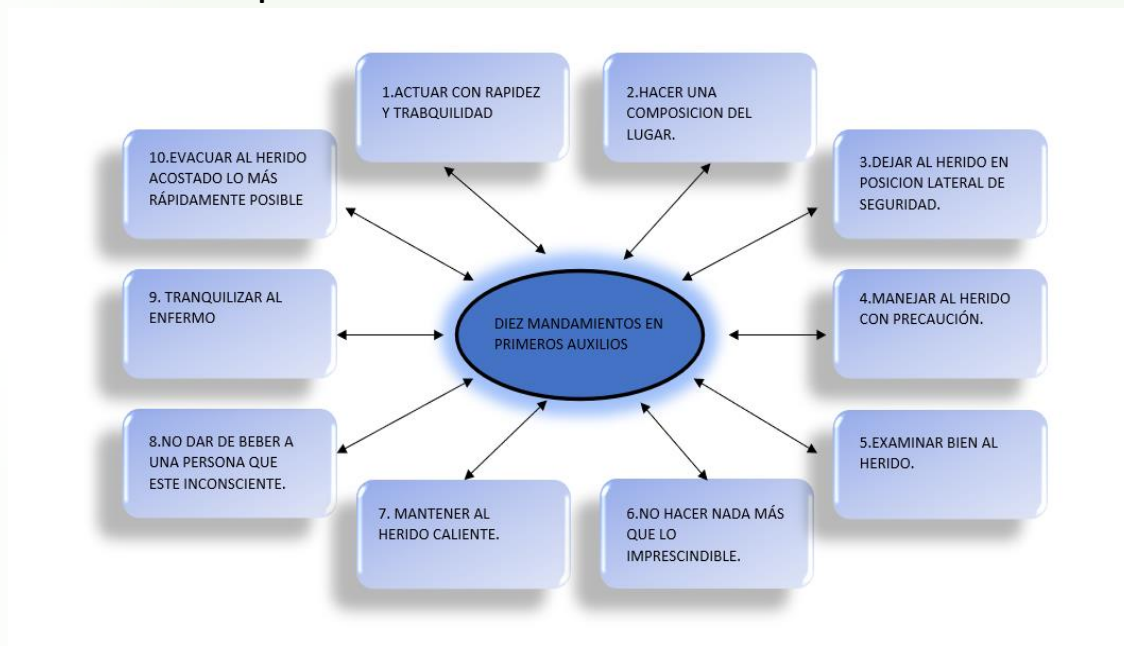 DIEZ MANDAMIENTOS EN
PRIMEROS AUXILIOS
1.ACTUAR CON RAPIDEZ
Y TRABQUILIDAD
2.HACER UNA
COMPOSICION DEL
LUGAR.
3.DEJAR AL HERIDO EN
POSICION LATERAL DE
SEGURIDAD.
4.MANEJAR AL HERIDO
CON PRECAUCIÓN.
5.EXAMINAR BIEN AL
HERIDO.
6.NO HACER NADA MÁS
QUE LO
IMPRESCINDIBLE.
7. MANTENER AL
HERIDO CALIENTE.
8.NO DAR DE BEBER A
UNA PERSONA QUE
ESTE INCONSCIENTE.
9. TRANQUILIZAR AL
ENFERMO
10.EVACUAR AL HERIDO
ACOSTADO LO MÁS
RÁPIDAMENTE POSIBLE